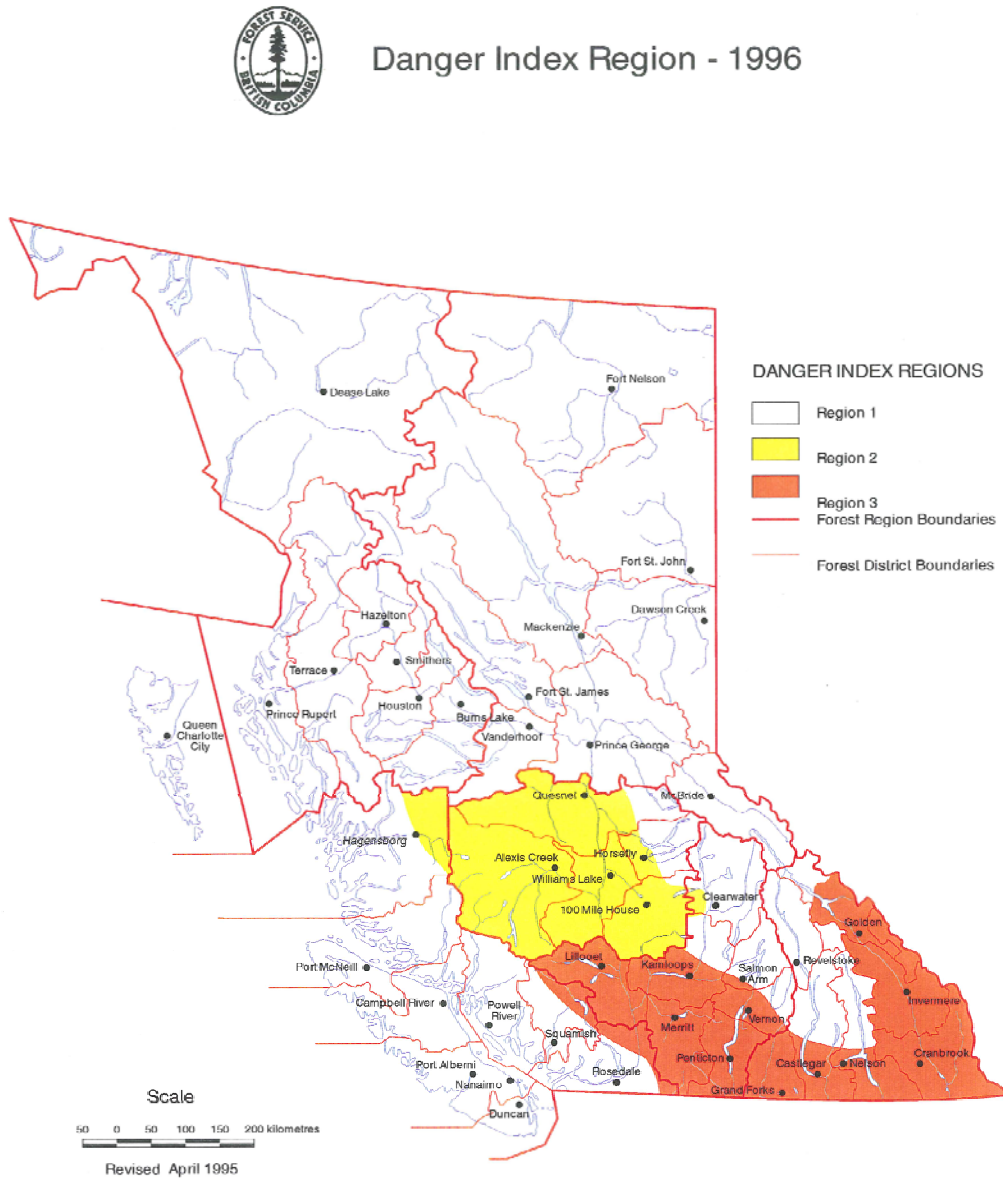 FOREST SERVICE
BRITISH COLUMBIA
Danger Index Region - 1996
DANGER INDEX REGIONS
Region 1
Region 2
Region 3
Forest Region Boundaries
Forest District Boundaries
Dease Lake
Fort Nelson
Fort St. John
Dawson Creek
Hazelton
Mackenzie
Smithers
Terrace
Fort St. James
Prince Rupert
Houston
Burns Lake
Queen
Charlotte
City
Vanderhoof
Prince George
Quesnel
McBride
Hagensborg
Alexis Creek
Horsefly
Williams Lake
Clearwater
100 Mile House
Golden
Lillooet
Port McNeill
Kamloops
Salmon
Arm
Revelstoke
Invermere
Campbell River
Powell
River
Merritt
Vernon
Squamish
Penticton
Castlegar
Nelson
Cranbrook
Port Alberni
Nanaimo
Rosedale
Grand Forks
Duncan
Scale
50 0 50 100 150 200 kilometres
Revised April 1995